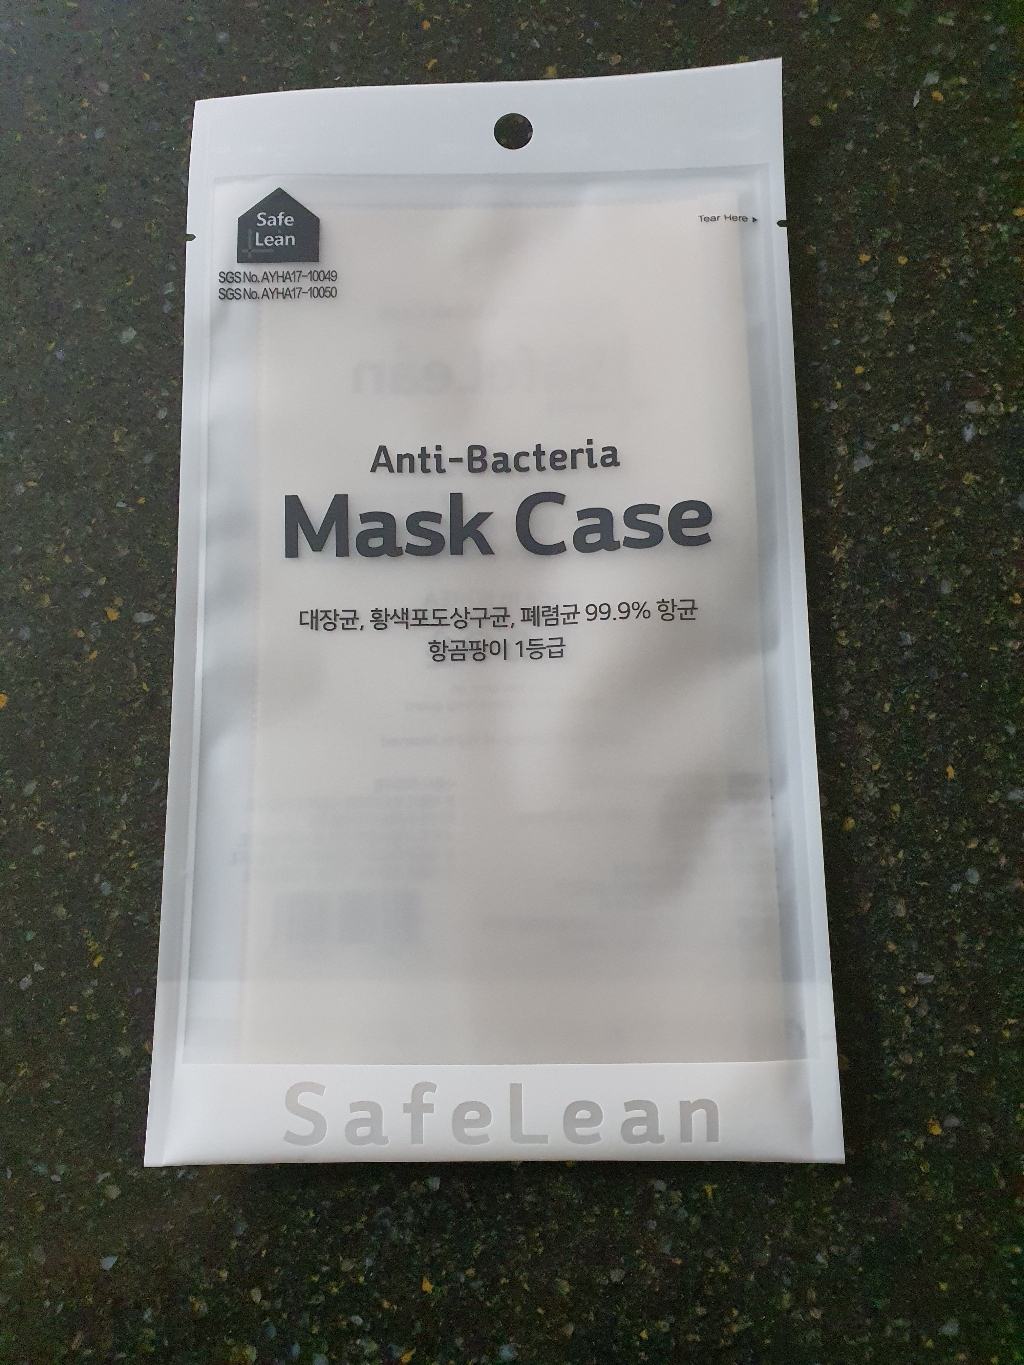 Safe
Lean
SGS No. AYHA17-10049
SGS No. AYHA17-10050
Tear Here ▸
Anti-Bacteria
Mask Case
대장균, 황색포도상구균, 폐렴균 99.9% 항균
항곰팡이 1등급
SafeLean